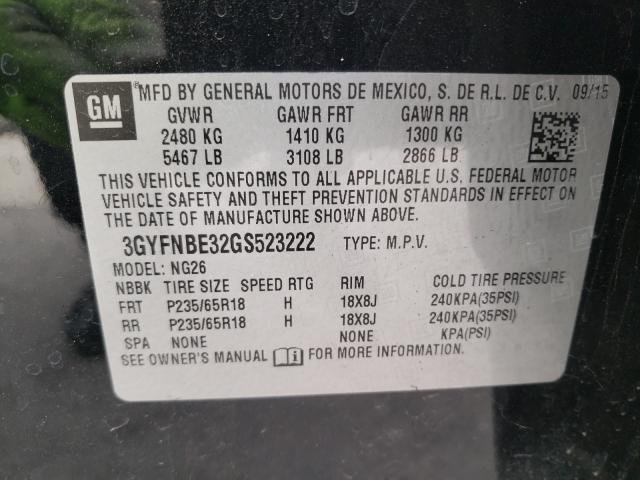 GM
MFD BY GENERAL MOTORS DE MEXICO, S. DE R.L. DE C.V. 09/15
GVWR GAWR FRT GAWR RR
2480 KG 1410 KG 1300 KG
5467 LB 3108 LB 2866 LB
THIS VEHICLE CONFORMS TO ALL APPLICABLE U.S. FEDERAL MOTOR
VEHICLE SAFETY AND THEFT PREVENTION STANDARDS IN EFFECT ON
THE DATE OF MANUFACTURE SHOWN ABOVE.
3GYFNBE32GS523222 TYPE: M.P.V.
MODEL: NG26
NBBK TIRE SIZE SPEED RTG RIM COLD TIRE PRESSURE
FRT P235/65R18 H 18X8J 240KPA(35PSI)
RR P235/65R18 H 18X8J 240KPA(35PSI)
SPA NONE NONE KPA(PSI)
SEE OWNER'S MANUAL FOR MORE INFORMATION.